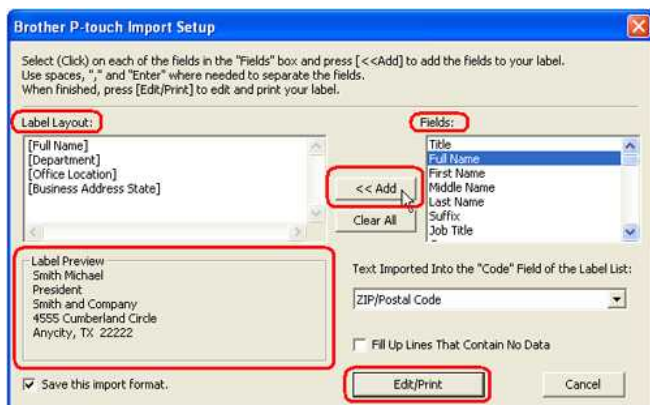 Brother P-touch Import Setup
Select (Click) on each of the fields in the "Fields" box and press [<<Add] to add the fields to your label.
Use spaces, "," and "Enter" where needed to separate the fields.
When finished, press [Edit/Print] to edit and print your label.
Label Layout:
[Full Name]
[Department]
[Office Location]
[Business Address State]
<< Add
Clear All
Fields:
Title
Full Name
First Name
Middle Name
Last Name
Suffix
Job Title
Label Preview
Smith Michael
President
Smith and Company
4555 Cumberland Circle
Anycity, TX 22222
Text Imported Into the "Code" Field of the Label List:
ZIP/Postal Code
Fill Up Lines That Contain No Data
Save this import format.
Edit/Print
Cancel